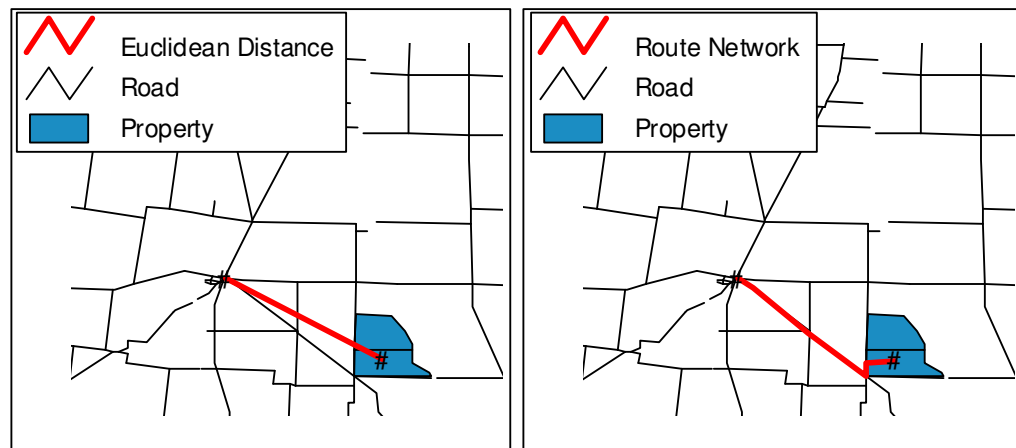 Euclidean Distance
Road
Property
#
#
Route Network
Road
Property
#
#